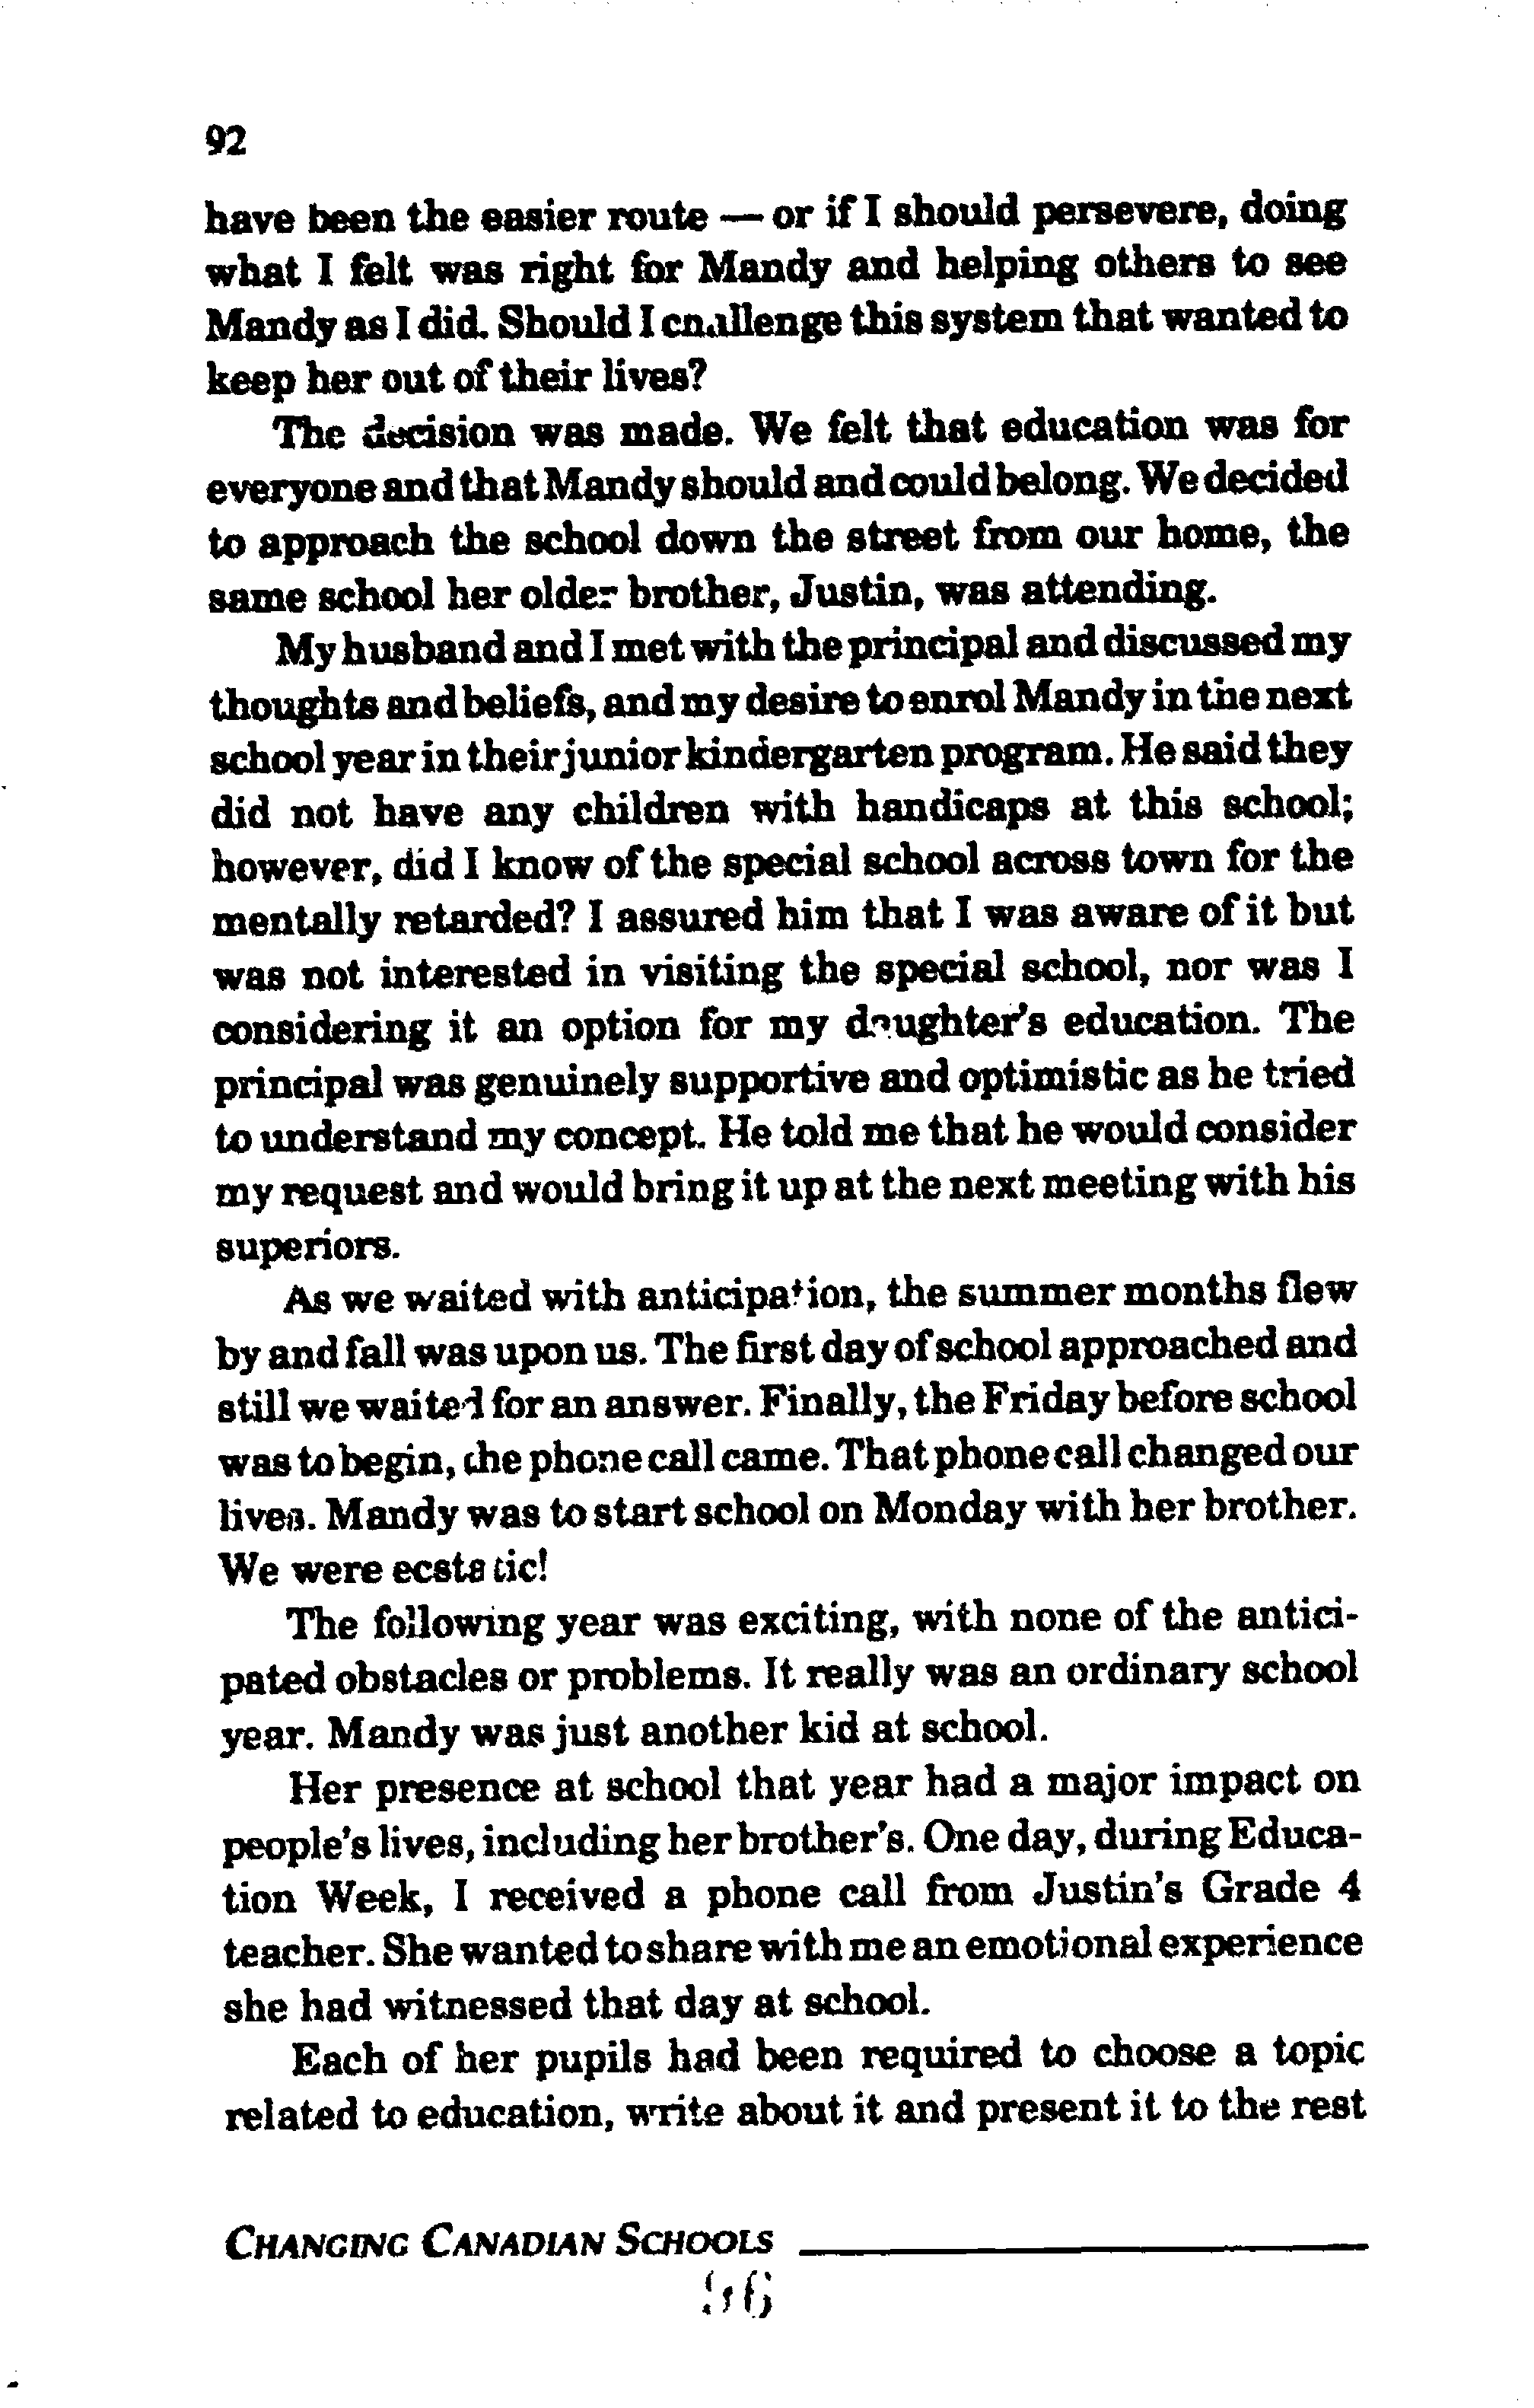 92
have been the easier route — or if I should persevere, doing
what I felt was right for Mandy and helping others to see
Mandy as I did. Should I challenge this system that wanted to
keep her out of their lives?
The decision was made. We felt that education was for
everyone and that Mandy should and could belong. We decided
to approach the school down the street from our home, the
same school her older brother, Justin, was attending.
My husband and I met with the principal and discussed my
thoughts and beliefs, and my desire to enrol Mandy in the next
school year in their junior kindergarten program. He said they
did not have any children with handicaps at this school;
however, did I know of the special school across town for the
mentally retarded? I assured him that I was aware of it but
was not interested in visiting the special school, nor was I
considering it an option for my daughter's education. The
principal was genuinely supportive and optimistic as he tried
to understand my concept. He told me that he would consider
my request and would bring it up at the next meeting with his
superiors.
As we waited with anticipation, the summer months flew
by and fall was upon us. The first day of school approached and
still we waited for an answer. Finally, the Friday before school
was to begin, the phone call came. That phone call changed our
lives. Mandy was to start school on Monday with her brother.
We were ecstatic!
The following year was exciting, with none of the antici-
pated obstacles or problems. It really was an ordinary school
year. Mandy was just another kid at school.
Her presence at school that year had a major impact on
people's lives, including her brother's. One day, during Educa-
tion Week, I received a phone call from Justin's Grade 4
teacher. She wanted to share with me an emotional experience
she had witnessed that day at school.
Each of her pupils had been required to choose a topic
related to education, write about it and present it to the rest
CHANGING CANADIAN SCHOOLS